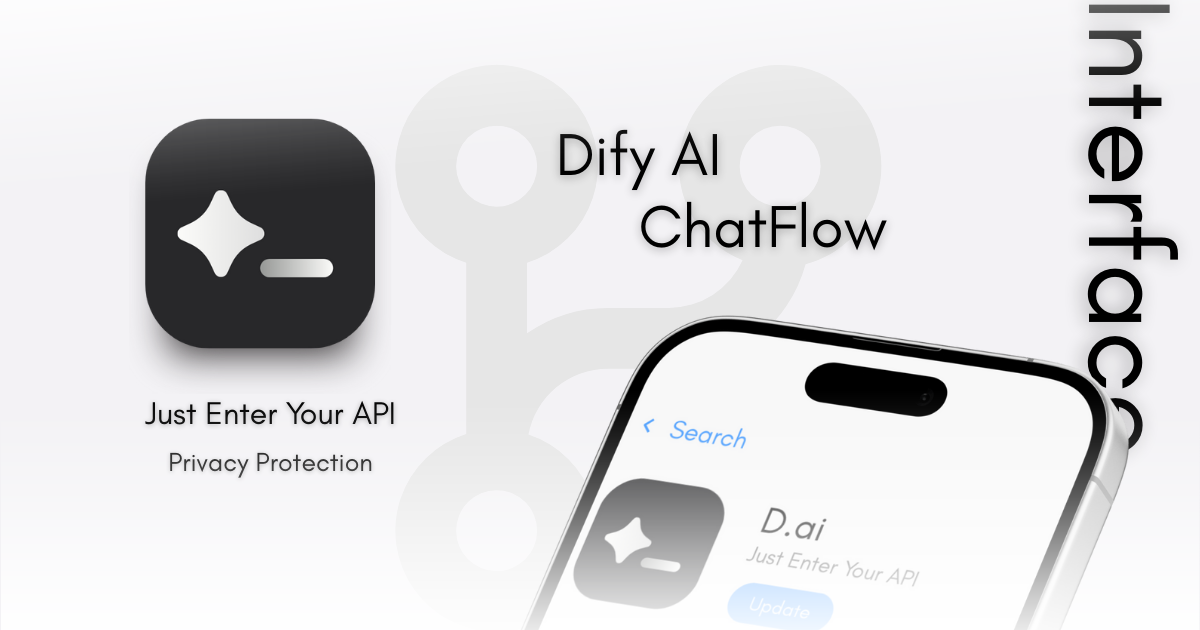 Dify AI
ChatFlow
Interface
Just Enter Your API
Privacy Protection
Search
D.ai
Just Enter Your API
Update